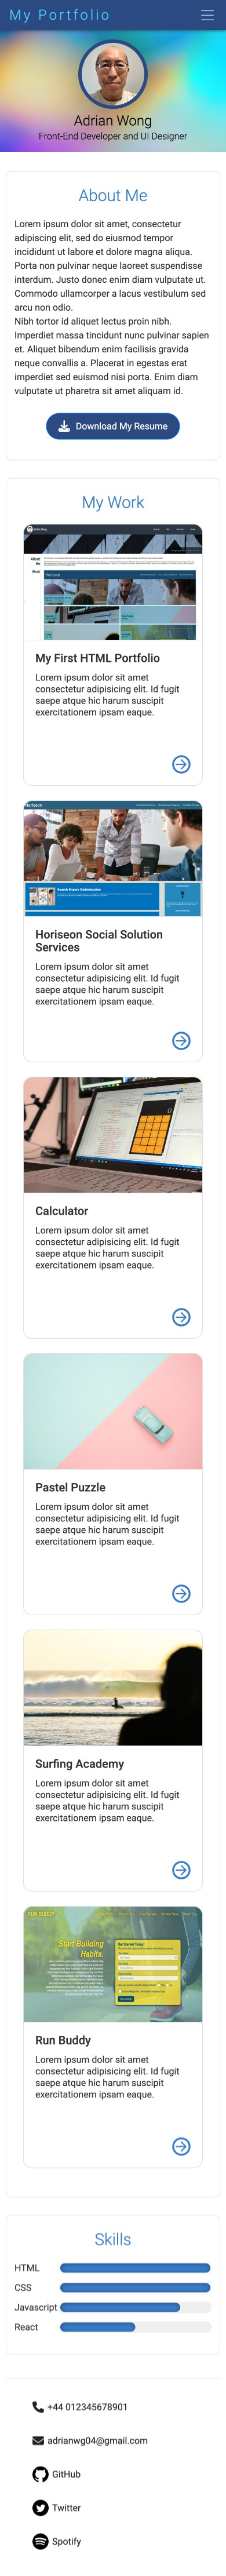 My Portfolio
Adrian Wong
Front-End Developer and UI Designer
About Me
Lorem ipsum dolor sit amet, consectetur
adipiscing elit, sed do eiusmod tempor
incididunt ut labore et dolore magna aliqua.
Porta non pulvinar neque laoreet suspendisse
interdum. Justo donec enim diam vulputate ut.
Commodo ullamcorper a lacus vestibulum sed
arcu non odio.
Nibh tortor id aliquet lectus proin nibh.
Imperdiet massa tincidunt nunc pulvinar sapien
et. Aliquet bibendum enim facilisis gravida
neque convallis a. Placerat in egestas erat
imperdiet sed euismod nisi porta. Enim diam
vulputate ut pharetra sit amet aliquam id.
Download My Resume
My Work
About
Me
Work
My First HTML Portfolio
Lorem ipsum dolor sit amet
consectetur adipisicing elit. Id fugit
saepe atque hic harum suscipit
exercitationem ipsam eaque.
Search Engine Optimization
Horiseon Social Solution
Services
Lorem ipsum dolor sit amet
consectetur adipisicing elit. Id fugit
saepe atque hic harum suscipit
exercitationem ipsam eaque.
Calculator
Lorem ipsum dolor sit amet
consectetur adipisicing elit. Id fugit
saepe atque hic harum suscipit
exercitationem ipsam eaque.
Pastel Puzzle
Lorem ipsum dolor sit amet
consectetur adipisicing elit. Id fugit
saepe atque hic harum suscipit
exercitationem ipsam eaque.
Surfing Academy
Lorem ipsum dolor sit amet
consectetur adipisicing elit. Id fugit
saepe atque hic harum suscipit
exercitationem ipsam eaque.
RUN BUDDY
Start Building
Habits.
Get Started Today!
Run Buddy
Lorem ipsum dolor sit amet
consectetur adipisicing elit. Id fugit
saepe atque hic harum suscipit
exercitationem ipsam eaque.
Skills
HTML
CSS
Javascript
React
+44 012345678901
adrianwg04@gmail.com
GitHub
Twitter
Spotify